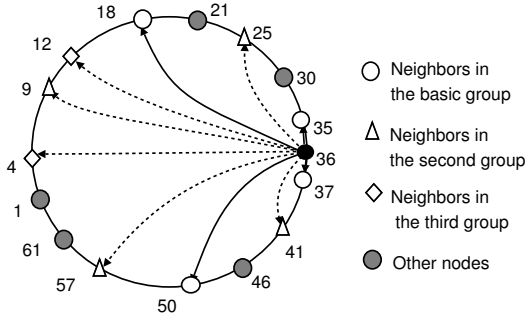 18
21
12
25
9
30
35
36
4
37
1
41
61
57
46
50
Neighbors in
the basic group
Neighbors in
the second group
Neighbors in
the third group
Other nodes